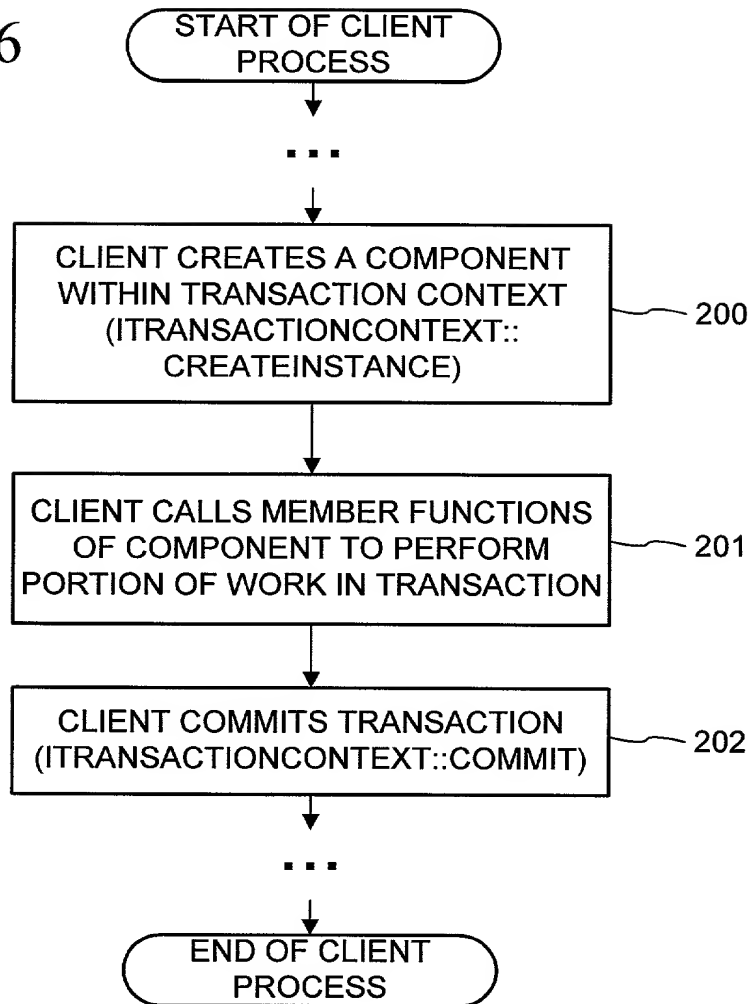 6
START OF CLIENT
PROCESS
...
CLIENT CREATES A COMPONENT
WITHIN TRANSACTION CONTEXT
(ITRANSACTIONCONTEXT::
CREATEINSTANCE)
200
CLIENT CALLS MEMBER FUNCTIONS
OF COMPONENT TO PERFORM
PORTION OF WORK IN TRANSACTION
201
CLIENT COMMITS TRANSACTION
(ITRANSACTIONCONTEXT::COMMIT)
202
...
END OF CLIENT
PROCESS